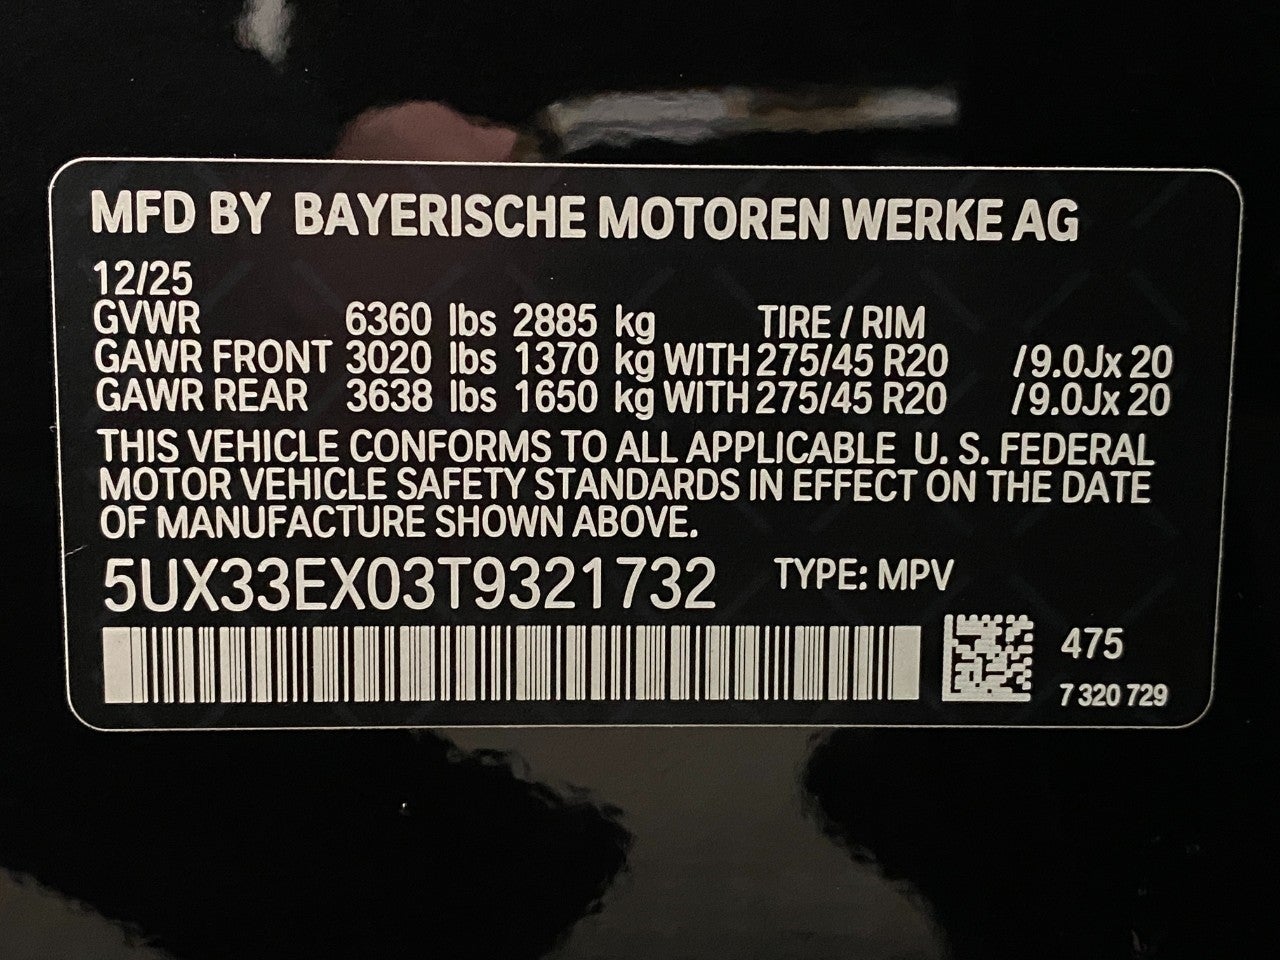 MFD BY BAYERISCHE MOTOREN WERKE AG
12/25
GVWR 6360 lbs 2885 kg TIRE / RIM
GAWR FRONT 3020 lbs 1370 kg WITH 275/45 R20 / 9.0Jx 20
GAWR REAR 3638 lbs 1650 kg WITH 275/45 R20 / 9.0Jx 20
THIS VEHICLE CONFORMS TO ALL APPLICABLE U. S. FEDERAL
MOTOR VEHICLE SAFETY STANDARDS IN EFFECT ON THE DATE
OF MANUFACTURE SHOWN ABOVE.
5UX33EX03T9321732 TYPE: MPV
475
7 320 729